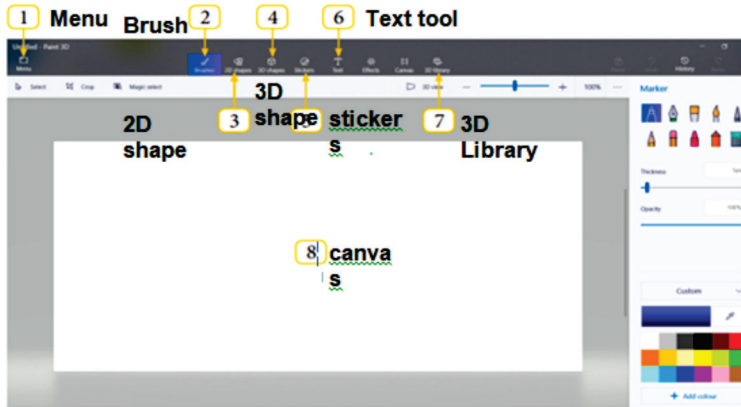 1 Menu Brush 2 4 6 Text tool
Untitled - Paint 3D
Menu Brushes 2D shapes 3D shapes Stickers Text Effects Canvas 3D library History
Select Crop Magic select 3D view 100% Marker
3D
3 shape sticker 7 3D
2D
shape s Library
Thickness
Opacity
8 canva
s
Custom
+ Add colour